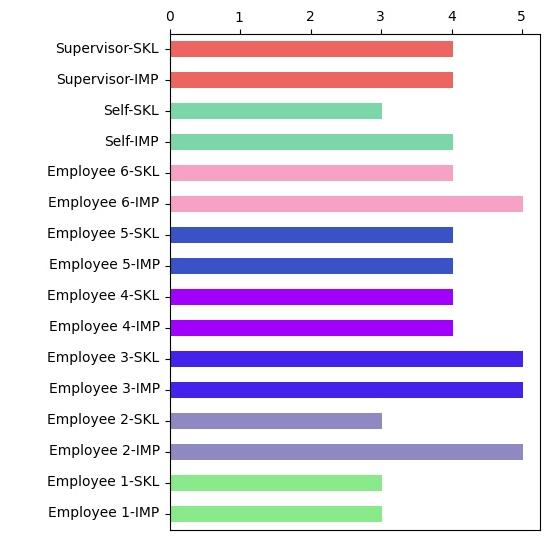 0 1 2 3 4 5
Supervisor-SKL
Supervisor-IMP
Self-SKL
Self-IMP
Employee 6-SKL
Employee 6-IMP
Employee 5-SKL
Employee 5-IMP
Employee 4-SKL
Employee 4-IMP
Employee 3-SKL
Employee 3-IMP
Employee 2-SKL
Employee 2-IMP
Employee 1-SKL
Employee 1-IMP